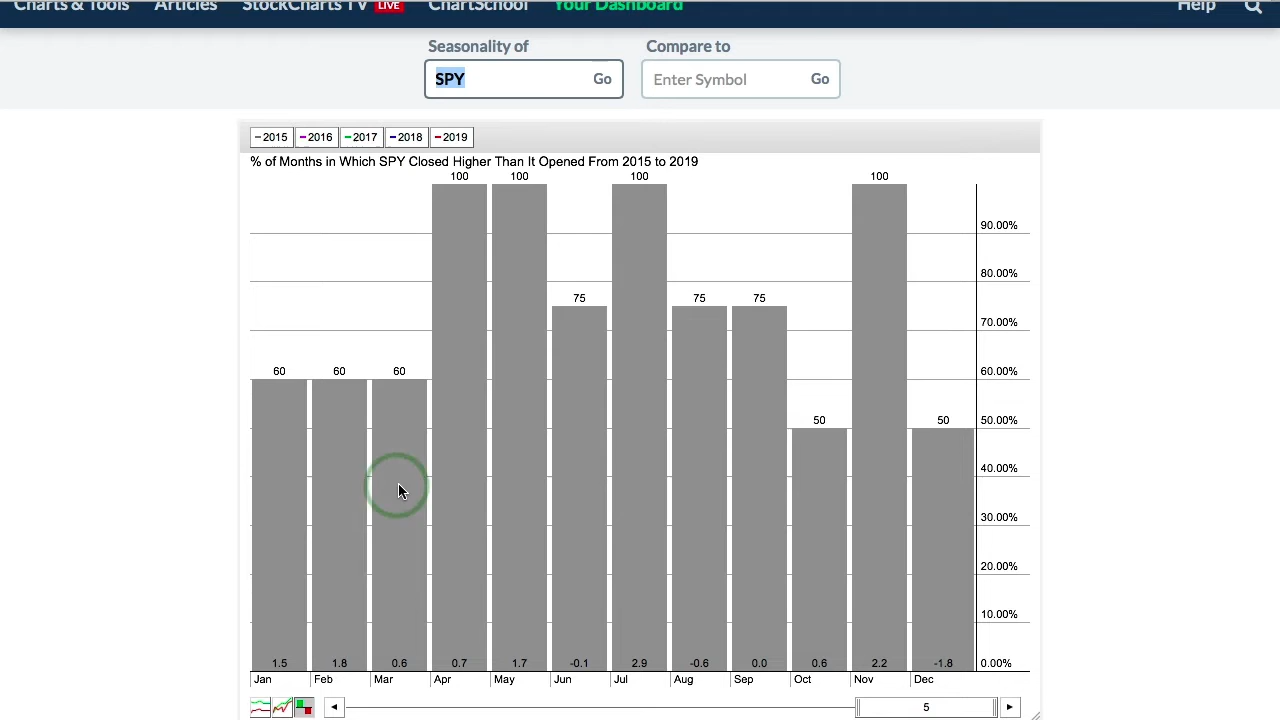 Charts & Tools Articles StockCharts TV LIVE ChartSchool Your Dashboard Help
Seasonality of Compare to
SPY Go Enter Symbol Go
2015 2016 2017 2018 2019
% of Months in Which SPY Closed Higher Than It Opened From 2015 to 2019
100 100 100 100
90.00%
80.00%
75 75 75
70.00%
60 60 60 60.00%
50 50 50.00%
40.00%
30.00%
20.00%
10.00%
1.5 1.8 0.6 0.7 1.7 -0.1 2.9 -0.6 0.0 0.6 2.2 -1.8 0.00%
Jan Feb Mar Apr May Jun Jul Aug Sep Oct Nov Dec
5